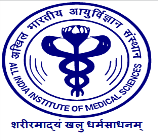 अखिल भारतीय आयुर्विज्ञान संस्थान
ALL INDIA INSTITUTE OF MEDICAL SCIENCES
शरीरमाद्यं खलु धर्मसाधनम्